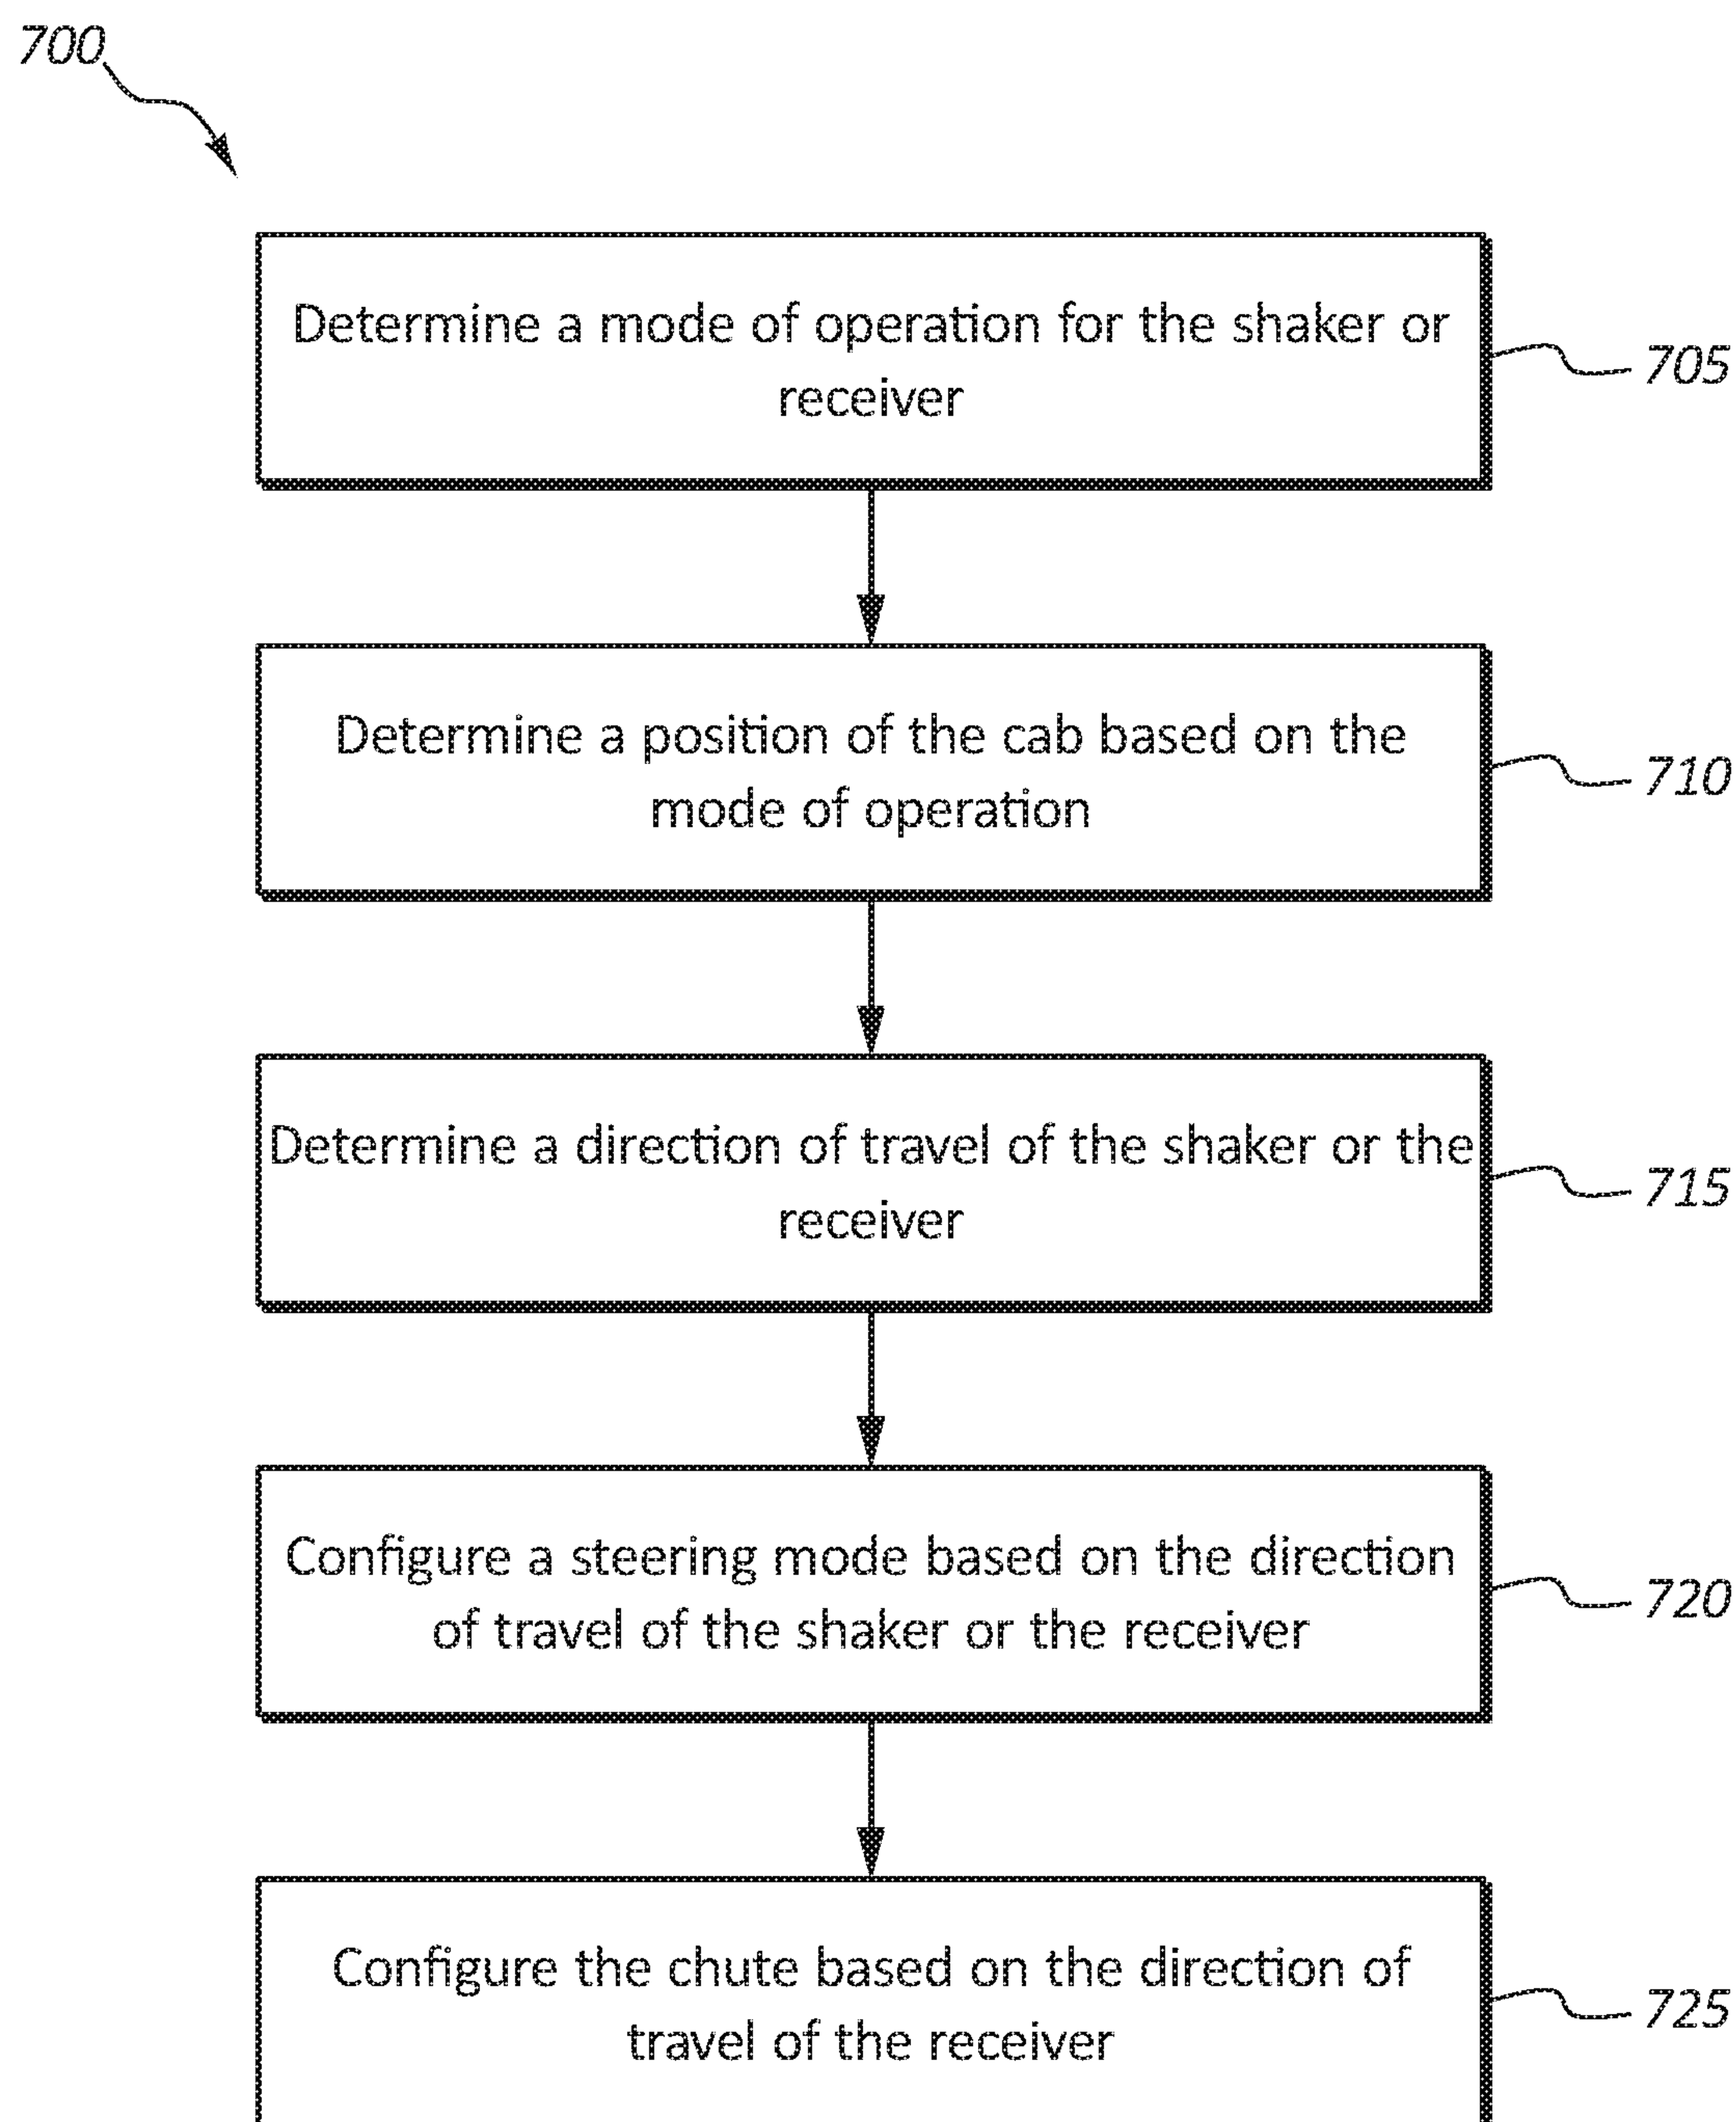 700
Determine a mode of operation for the shaker or
receiver
705
Determine a position of the cab based on the
mode of operation
710
Determine a direction of travel of the shaker or the
receiver
715
Configure a steering mode based on the direction
of travel of the shaker or the receiver
720
Configure the chute based on the direction of
travel of the receiver
725